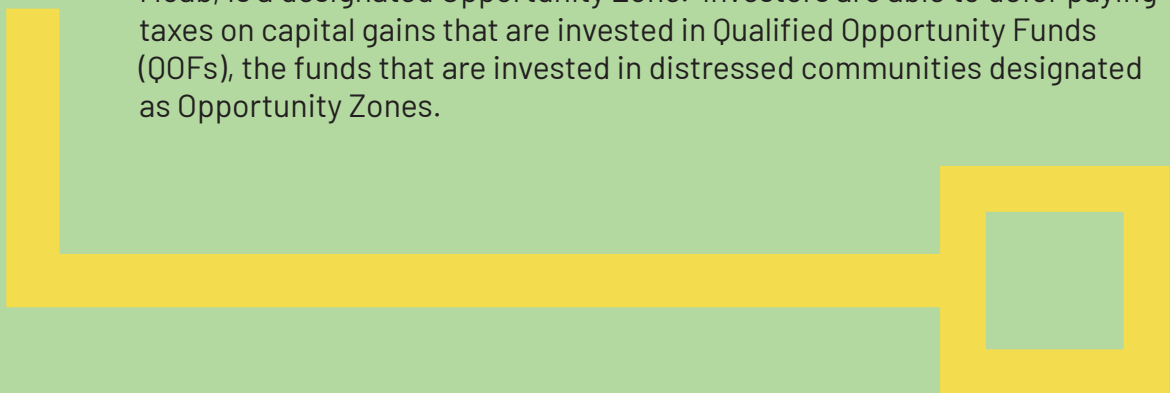 Moab, is a designated Opportunity Zone. Investors are able to defer paying
taxes on capital gains that are invested in Qualified Opportunity Funds
(QOFs), the funds that are invested in distressed communities designated
as Opportunity Zones.